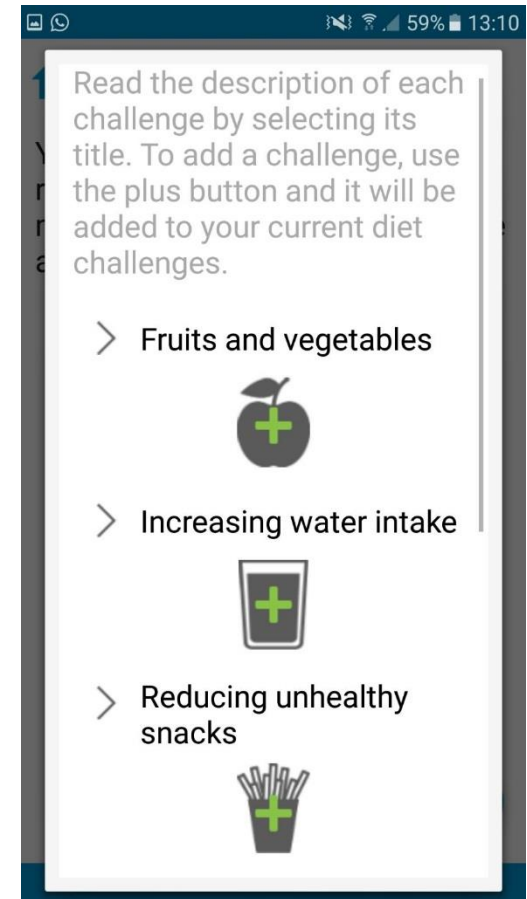 59% 13:10
Read the description of each
challenge by selecting its
title. To add a challenge, use
the plus button and it will be
added to your current diet
challenges.
Fruits and vegetables
Increasing water intake
Reducing unhealthy
snacks